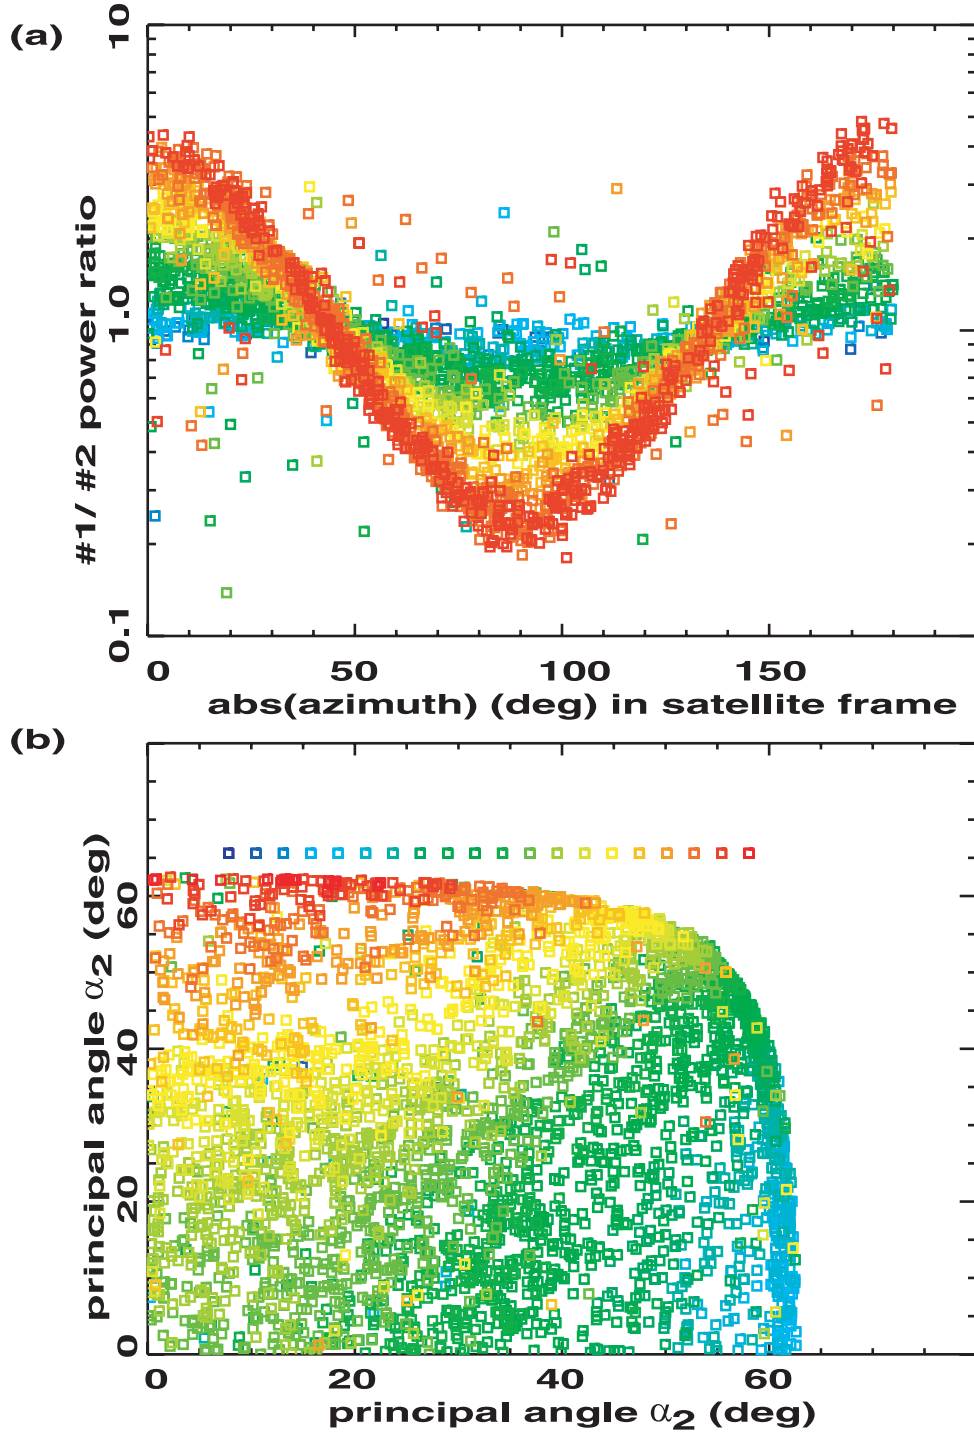 (a)
10
1.0
0.1
#1/ #2 power ratio
0 50 100 150
abs(azimuth) (deg) in satellite frame
(b)
60
40
20
0
principal angle α2 (deg)
0 20 40 60
principal angle α2 (deg)